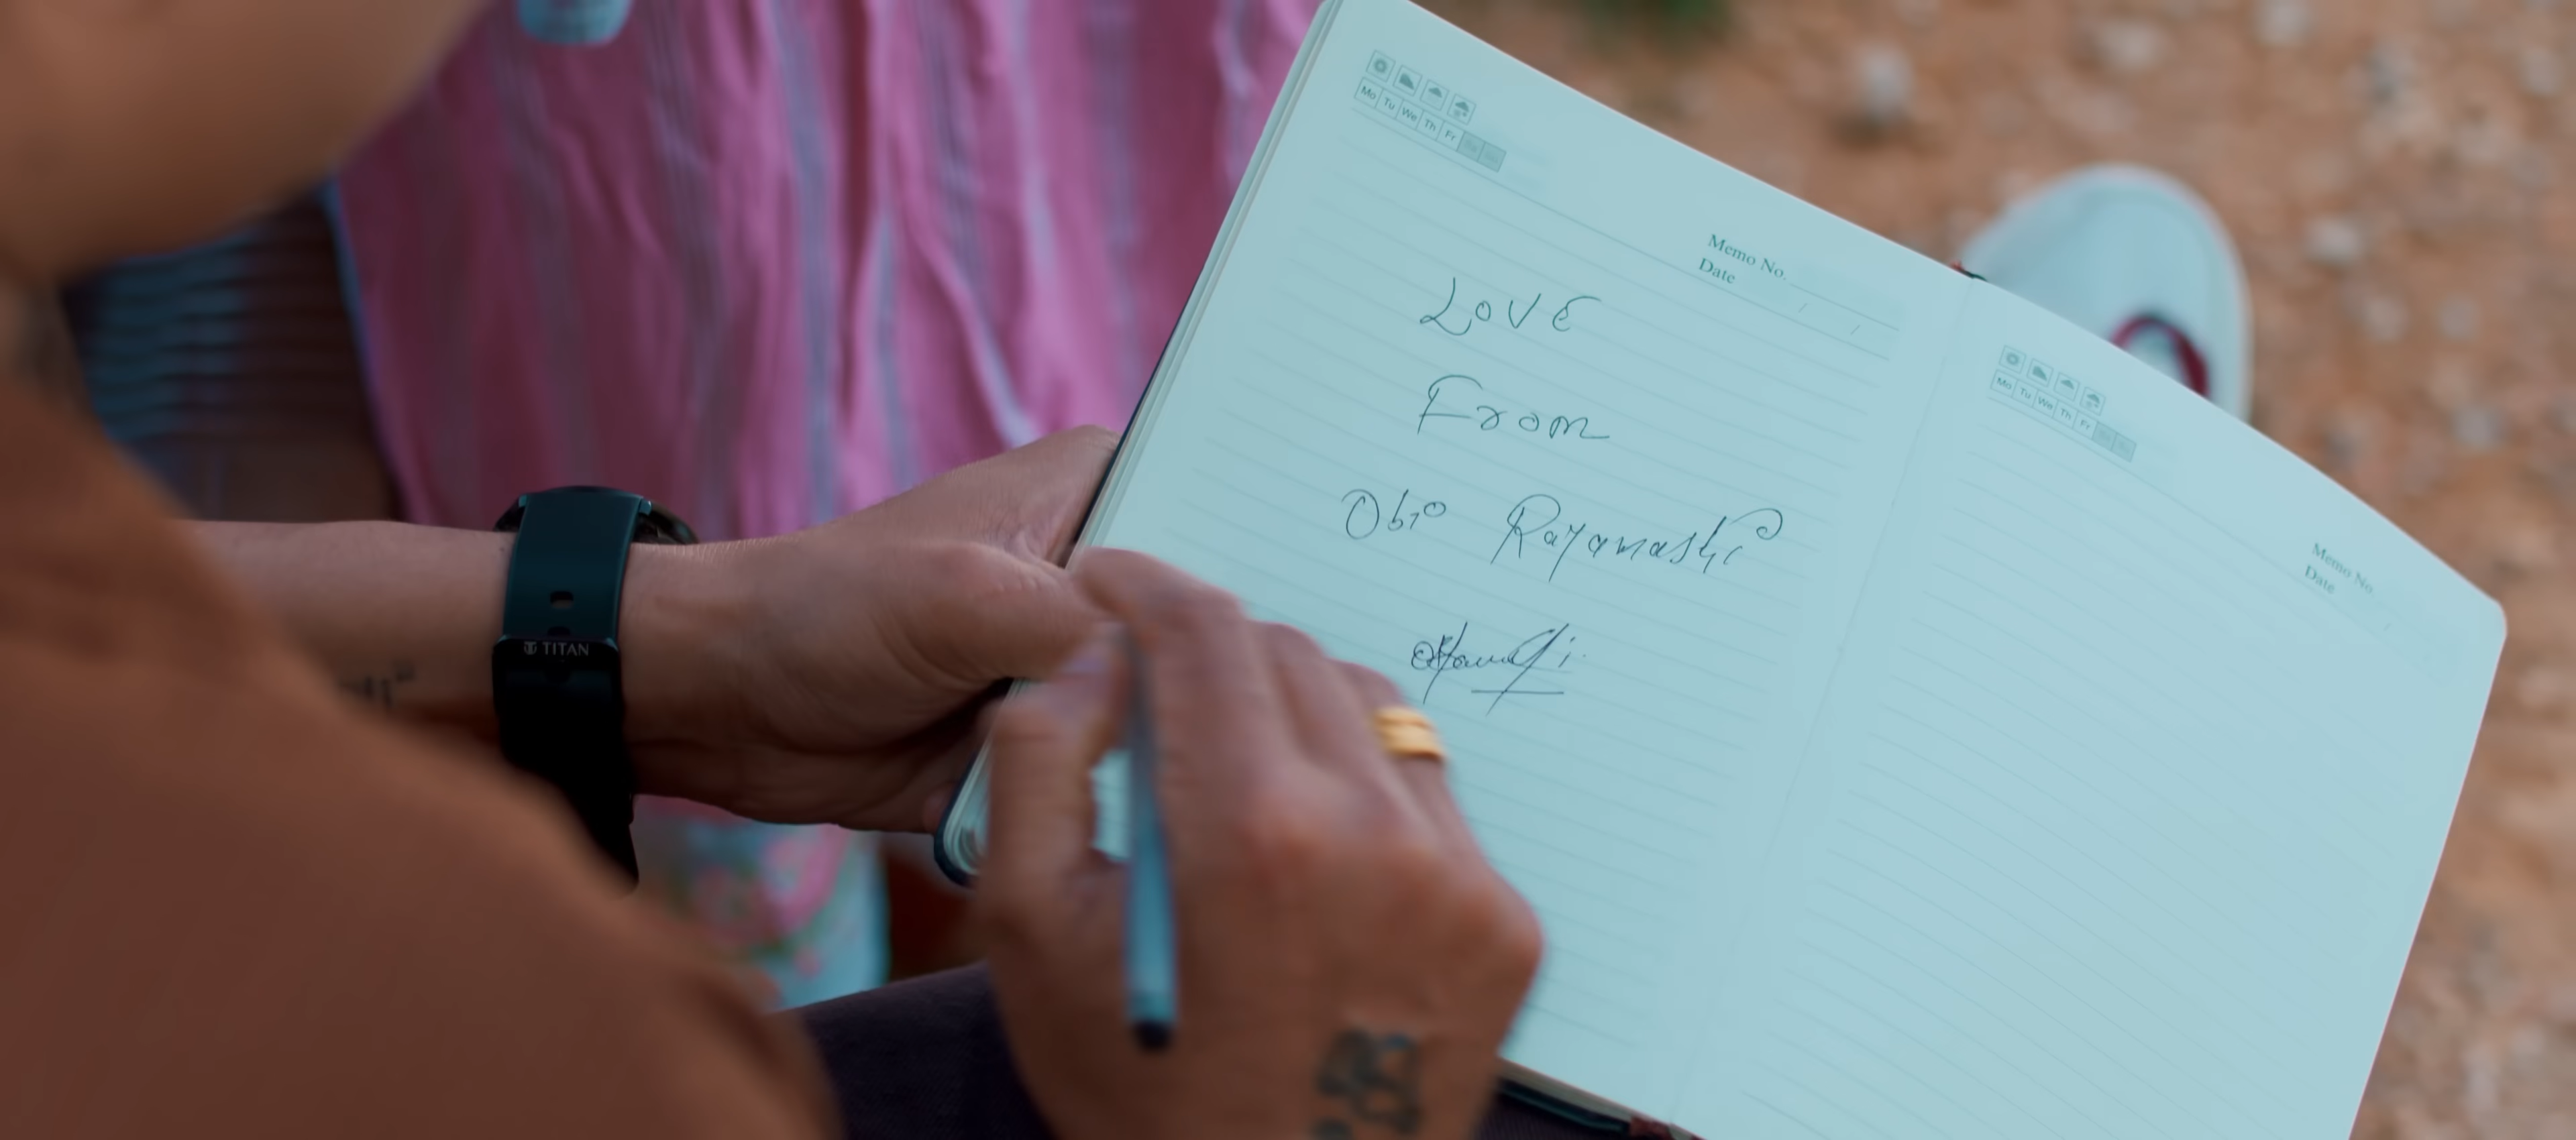 Mo Tu We Th Fr
Memo No.
Date / /
LOVE
From
Obio Rayamashi
Mo Tu We Th Fr
Memo No
Date
TITAN